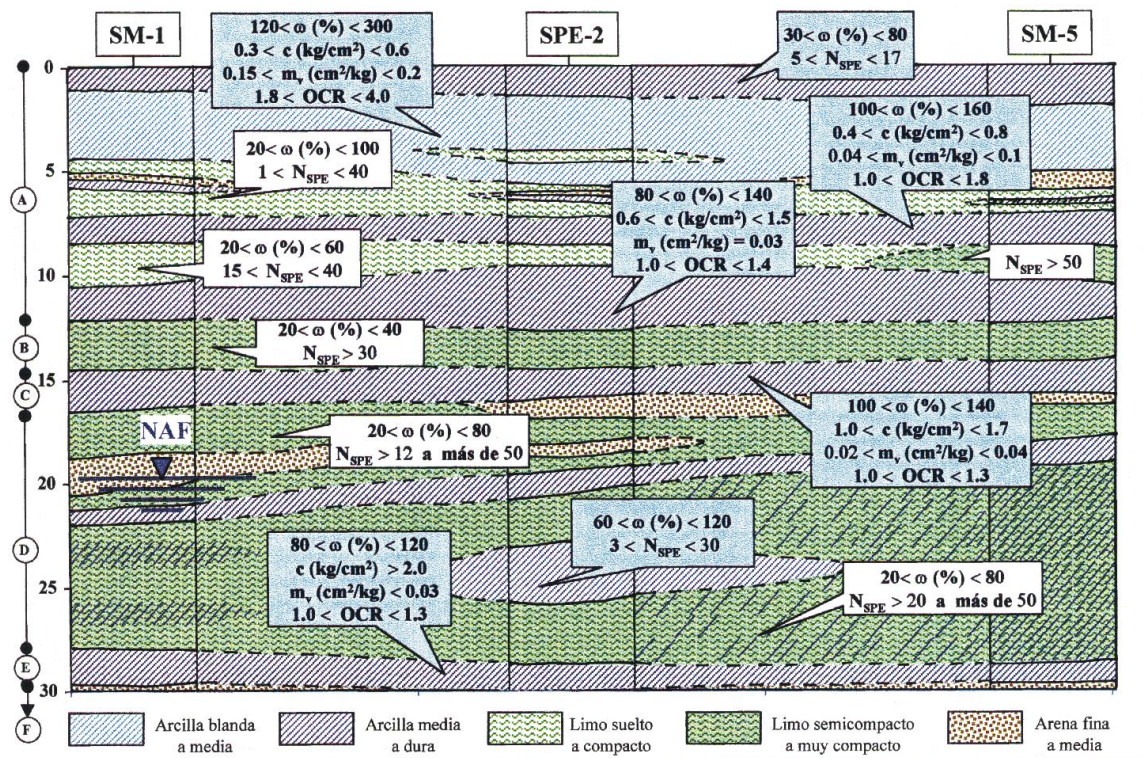 SM-1
SPE-2
SM-5
120< ω (%) < 300
0.3 < c (kg/cm²) < 0.6
0.15 < mᵥ (cm²/kg) < 0.2
1.8 < OCR < 4.0
30< ω (%) < 80
5 < N_SPE < 17
100< ω (%) < 160
0.4 < c (kg/cm²) < 0.8
0.04 < mᵥ (cm²/kg) < 0.1
1.0 < OCR < 1.8
20< ω (%) < 100
1 < N_SPE < 40
80 < ω (%) < 140
0.6 < c (kg/cm²) < 1.5
mᵥ (cm²/kg) = 0.03
1.0 < OCR < 1.4
20< ω (%) < 60
15 < N_SPE < 40
N_SPE > 50
20< ω (%) < 40
N_SPE > 30
100 < ω (%) < 140
1.0 < c (kg/cm²) < 1.7
0.02 < mᵥ (cm²/kg) < 0.04
1.0 < OCR < 1.3
20< ω (%) < 80
N_SPE > 12 a más de 50
NAF
60 < ω (%) < 120
3 < N_SPE < 30
80 < ω (%) < 120
c (kg/cm²) > 2.0
mᵥ (cm²/kg) < 0.03
1.0 < OCR < 1.3
20< ω (%) < 80
N_SPE > 20 a más de 50
0
5
10
15
20
25
30
A
B
C
D
E
F
Arcilla blanda
a media
Arcilla media
a dura
Limo suelto
a compacto
Limo semicompacto
a muy compacto
Arena fina
a media